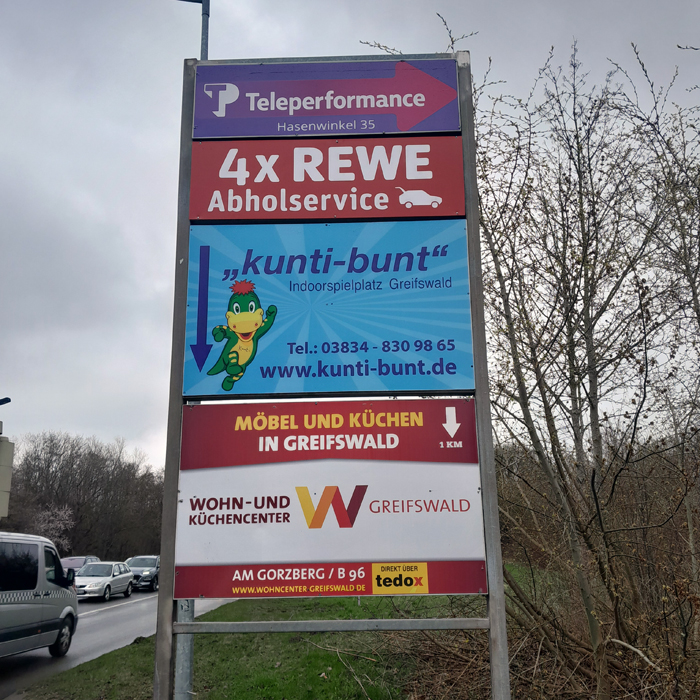 TP Teleperformance
Hasenwinkel 35
4x REWE
Abholservice
„kunti-bunt“
Indoorspielplatz Greifswald
Tel.: 03834 - 830 98 65
www.kunti-bunt.de
MÖBEL UND KÜCHEN
IN GREIFSWALD
1 KM
WOHN- UND
KÜCHENCENTER
W GREIFSWALD
AM GORZBERG / B 96
WWW.WOHNCENTER GREIFSWALD DE
DIREKT ÜBER
tedox